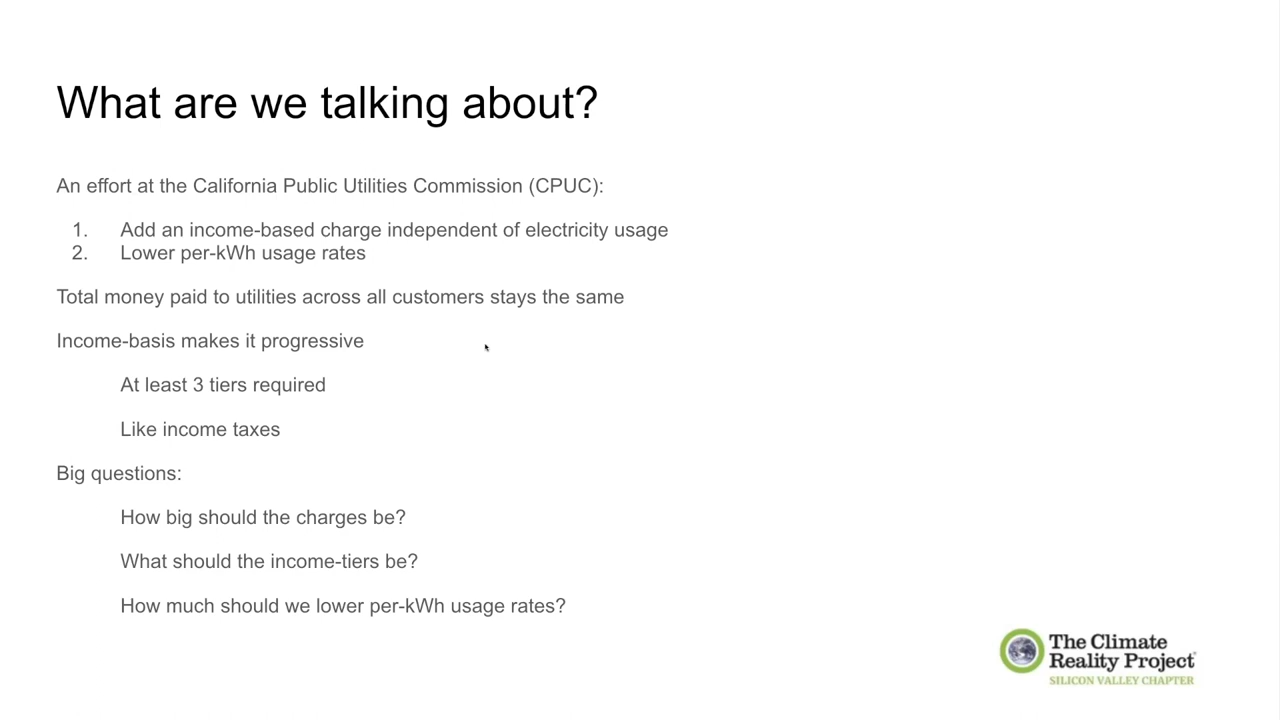 What are we talking about?
An effort at the California Public Utilities Commission (CPUC):
1. Add an income-based charge independent of electricity usage
2. Lower per-kWh usage rates
Total money paid to utilities across all customers stays the same
Income-basis makes it progressive
At least 3 tiers required
Like income taxes
Big questions:
How big should the charges be?
What should the income-tiers be?
How much should we lower per-kWh usage rates?
The Climate
Reality Project
SILICON VALLEY CHAPTER